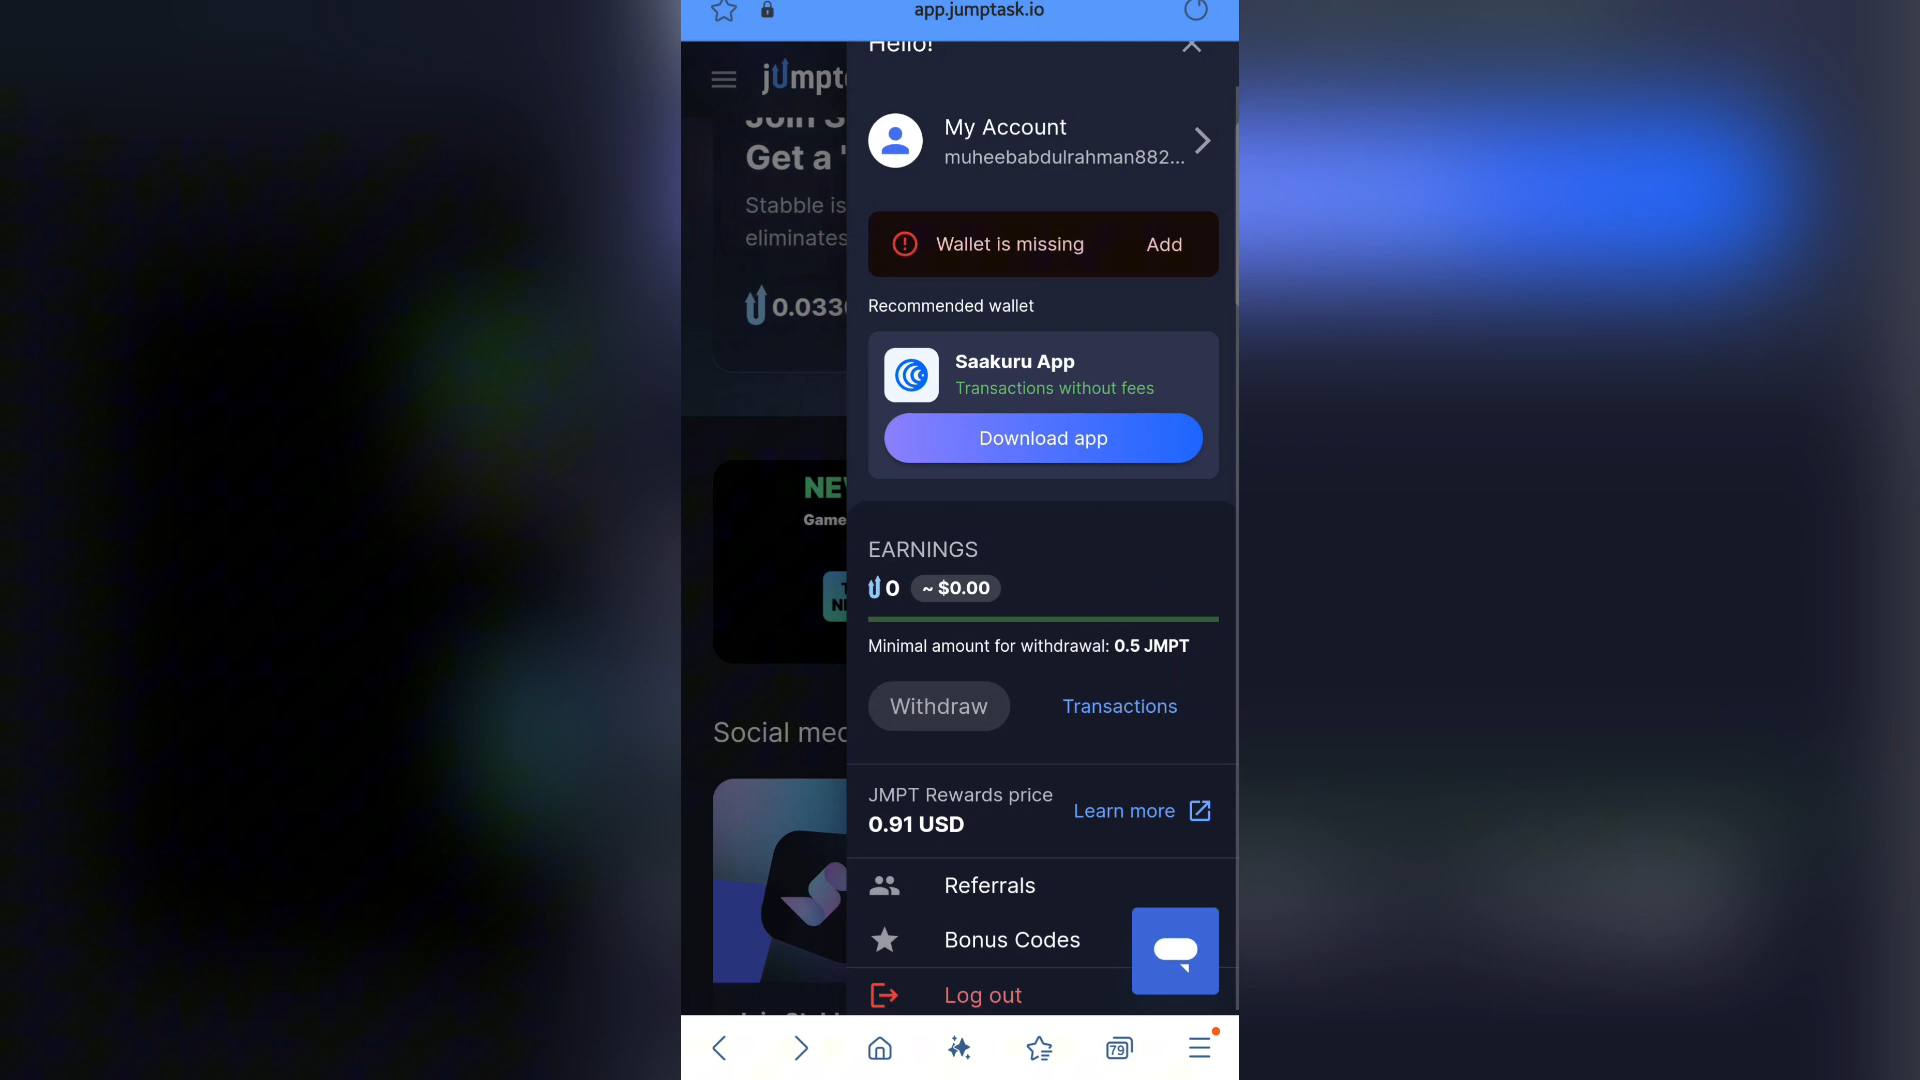 app.jumptask.io
Hello!
jumpt
My Account
muheebabdulrahman882...
Get a
Stabble is
eliminates
Wallet is missing Add
Recommended wallet
0.033
Saakuru App
Transactions without fees
Download app
NE
Game
EARNINGS
0 ~ $0.00
Minimal amount for withdrawal: 0.5 JMPT
Withdraw Transactions
Social med
JMPT Rewards price
0.91 USD
Learn more
Referrals
Bonus Codes
Log out
79